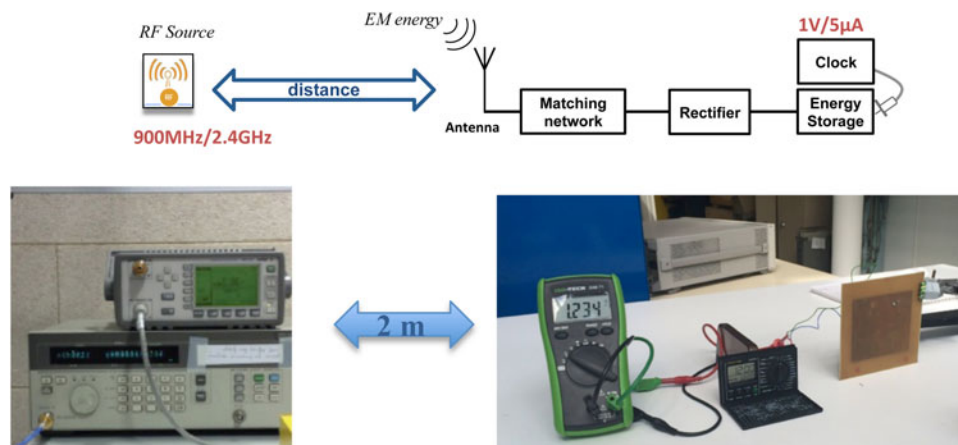 RF Source
EM energy
1V/5µA
RF
distance
Clock
Antenna
Matching
network
Rectifier
Energy
Storage
900MHz/2.4GHz
2 m
1.234